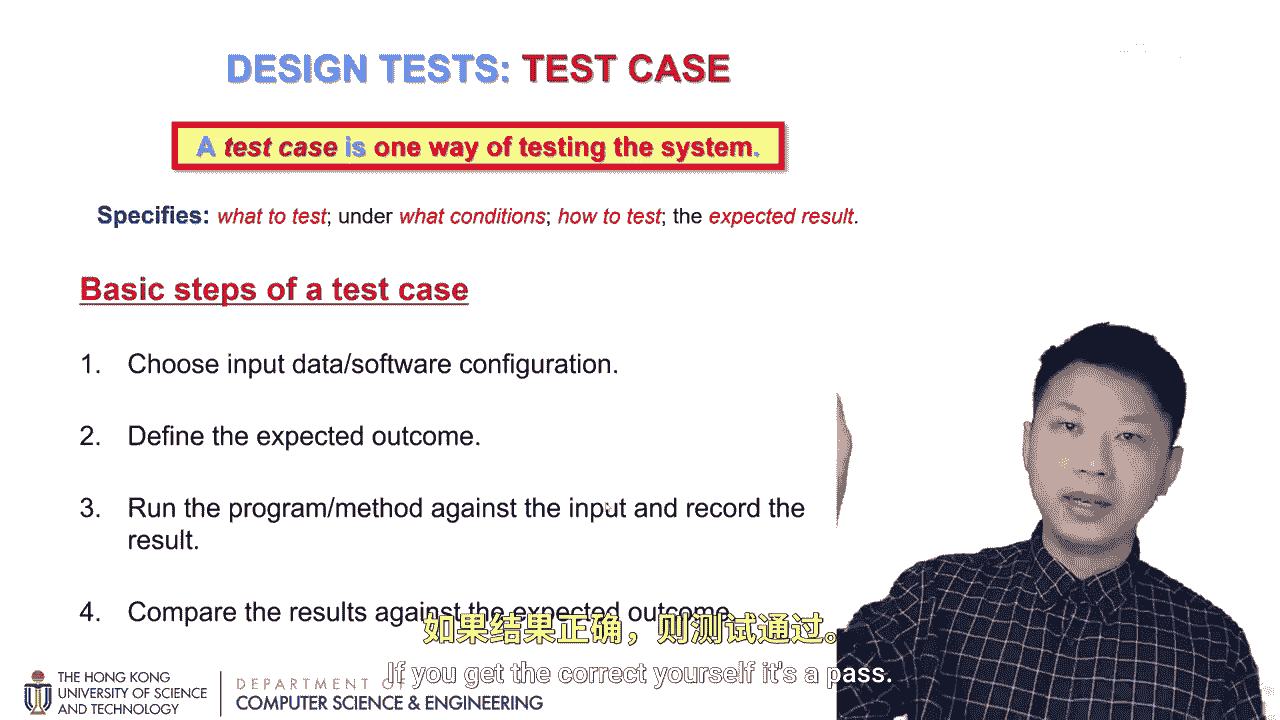 DESIGN TESTS: TEST CASE
A test case is one way of testing the system.
Specifies: what to test; under what conditions; how to test; the expected result.
Basic steps of a test case
1. Choose input data/software configuration.
2. Define the expected outcome.
3. Run the program/method against the input and record the
result.
4. Compare the results against the expected outcome.
如果结果正确，则测试通过。
If you get the correct yourself it's a pass.
THE HONG KONG
UNIVERSITY OF SCIENCE
AND TECHNOLOGY
DEPARTMENT OF
COMPUTER SCIENCE & ENGINEERING